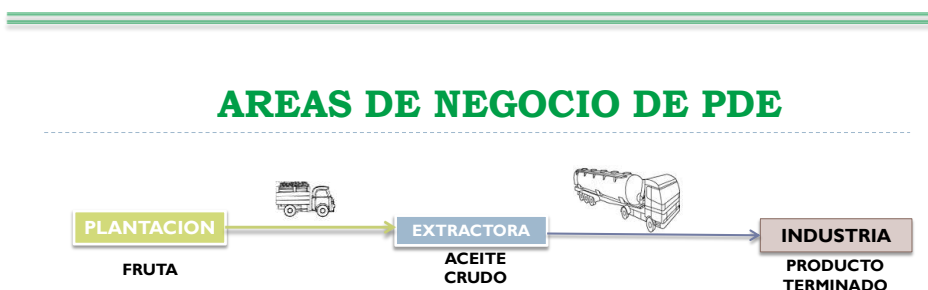 AREAS DE NEGOCIO DE PDE
PLANTACION
EXTRACTORA
INDUSTRIA
FRUTA
ACEITE
CRUDO
PRODUCTO
TERMINADO